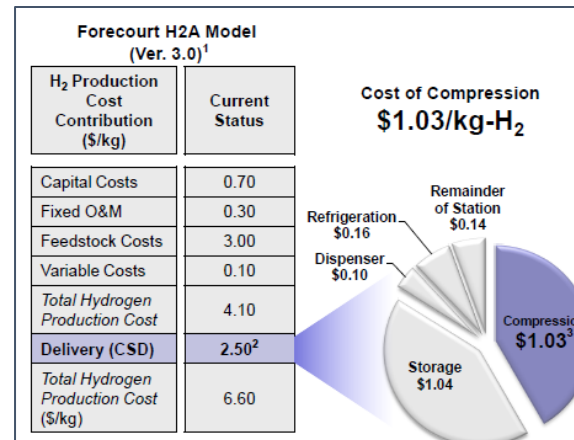 Forecourt H2A Model
(Ver. 3.0)1
H2 Production
Cost
Contribution
($/kg)
Current
Status
Capital Costs
0.70
Fixed O&M
0.30
Feedstock Costs
3.00
Variable Costs
0.10
Total Hydrogen
Production Cost
4.10
Delivery (CSD)
2.502
Total Hydrogen
Production Cost
($/kg)
6.60
Cost of Compression
$1.03/kg-H2
Remainder
of Station
$0.14
Refrigeration
$0.16
Dispenser
$0.10
Compressio
$1.033
Storage
$1.04